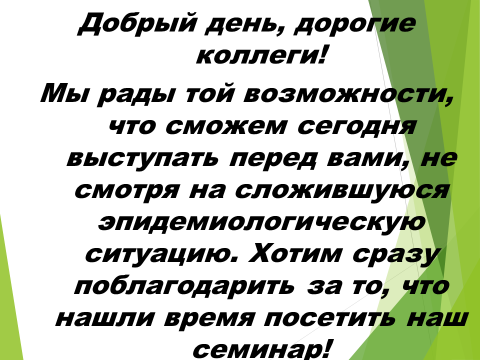 Добрый день, дорогие
коллеги!
Мы рады той возможности,
что сможем сегодня
выступать перед вами, не
смотря на сложившуюся
эпидемиологическую
ситуацию. Хотим сразу
поблагодарить за то, что
нашли время посетить наш
семинар!